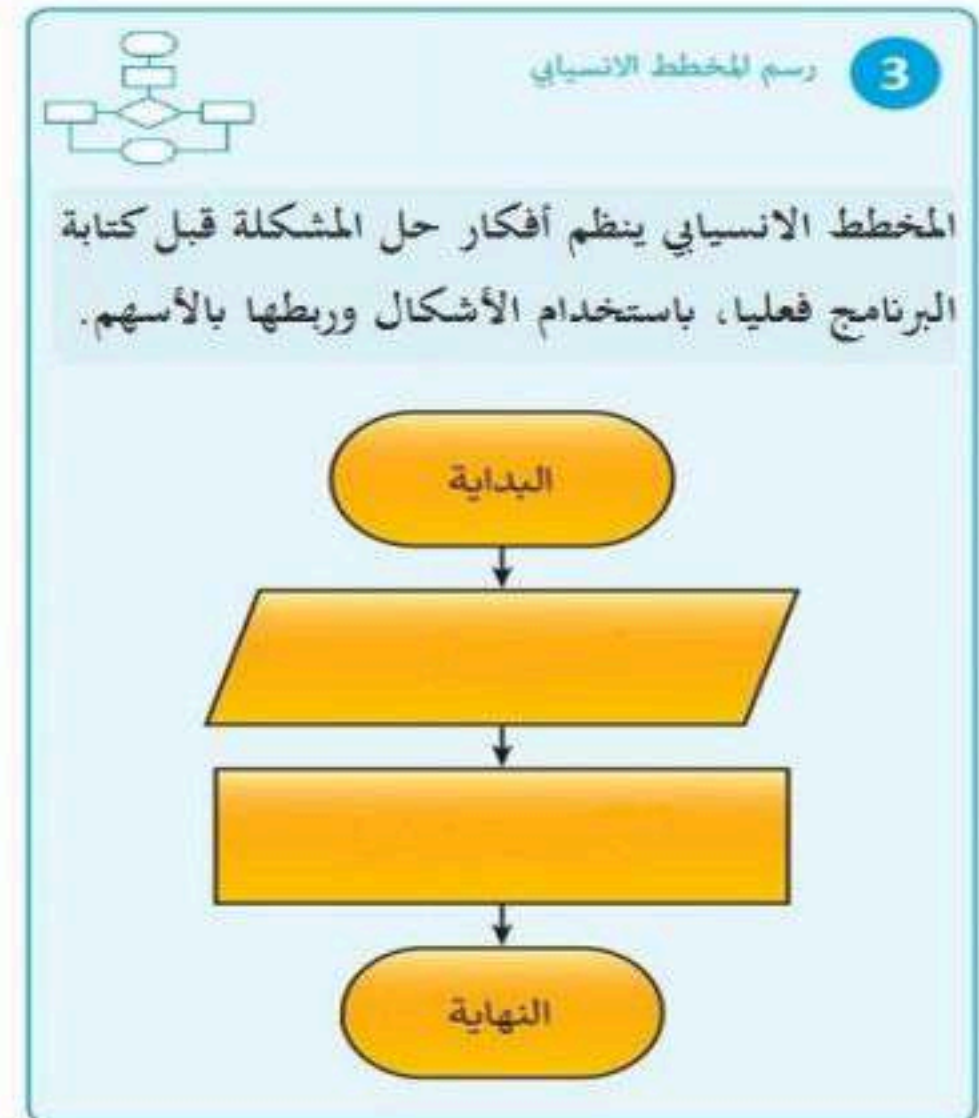 3 رسم المخطط الانسيابي
المخطط الانسيابي ينظم أفكار حل المشكلة قبل كتابة
البرنامج فعليا، باستخدام الأشكال وربطها بالأسهم.
البداية
النهاية